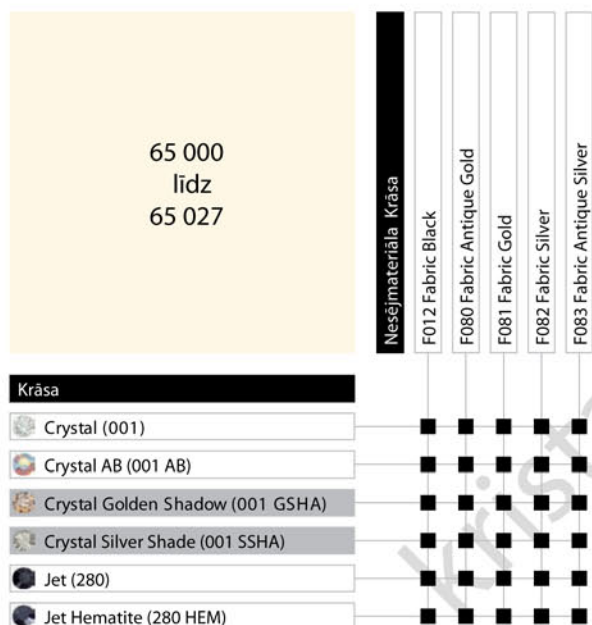 65 000
līdz
65 027
Nesējmateriāla Krāsa
F012 Fabric Black
F080 Fabric Antique Gold
F081 Fabric Gold
F082 Fabric Silver
F083 Fabric Antique Silver
Krāsa
Crystal (001)
Crystal AB (001 AB)
Crystal Golden Shadow (001 GSHA)
Crystal Silver Shade (001 SSHA)
Jet (280)
Jet Hematite (280 HEM)
krista